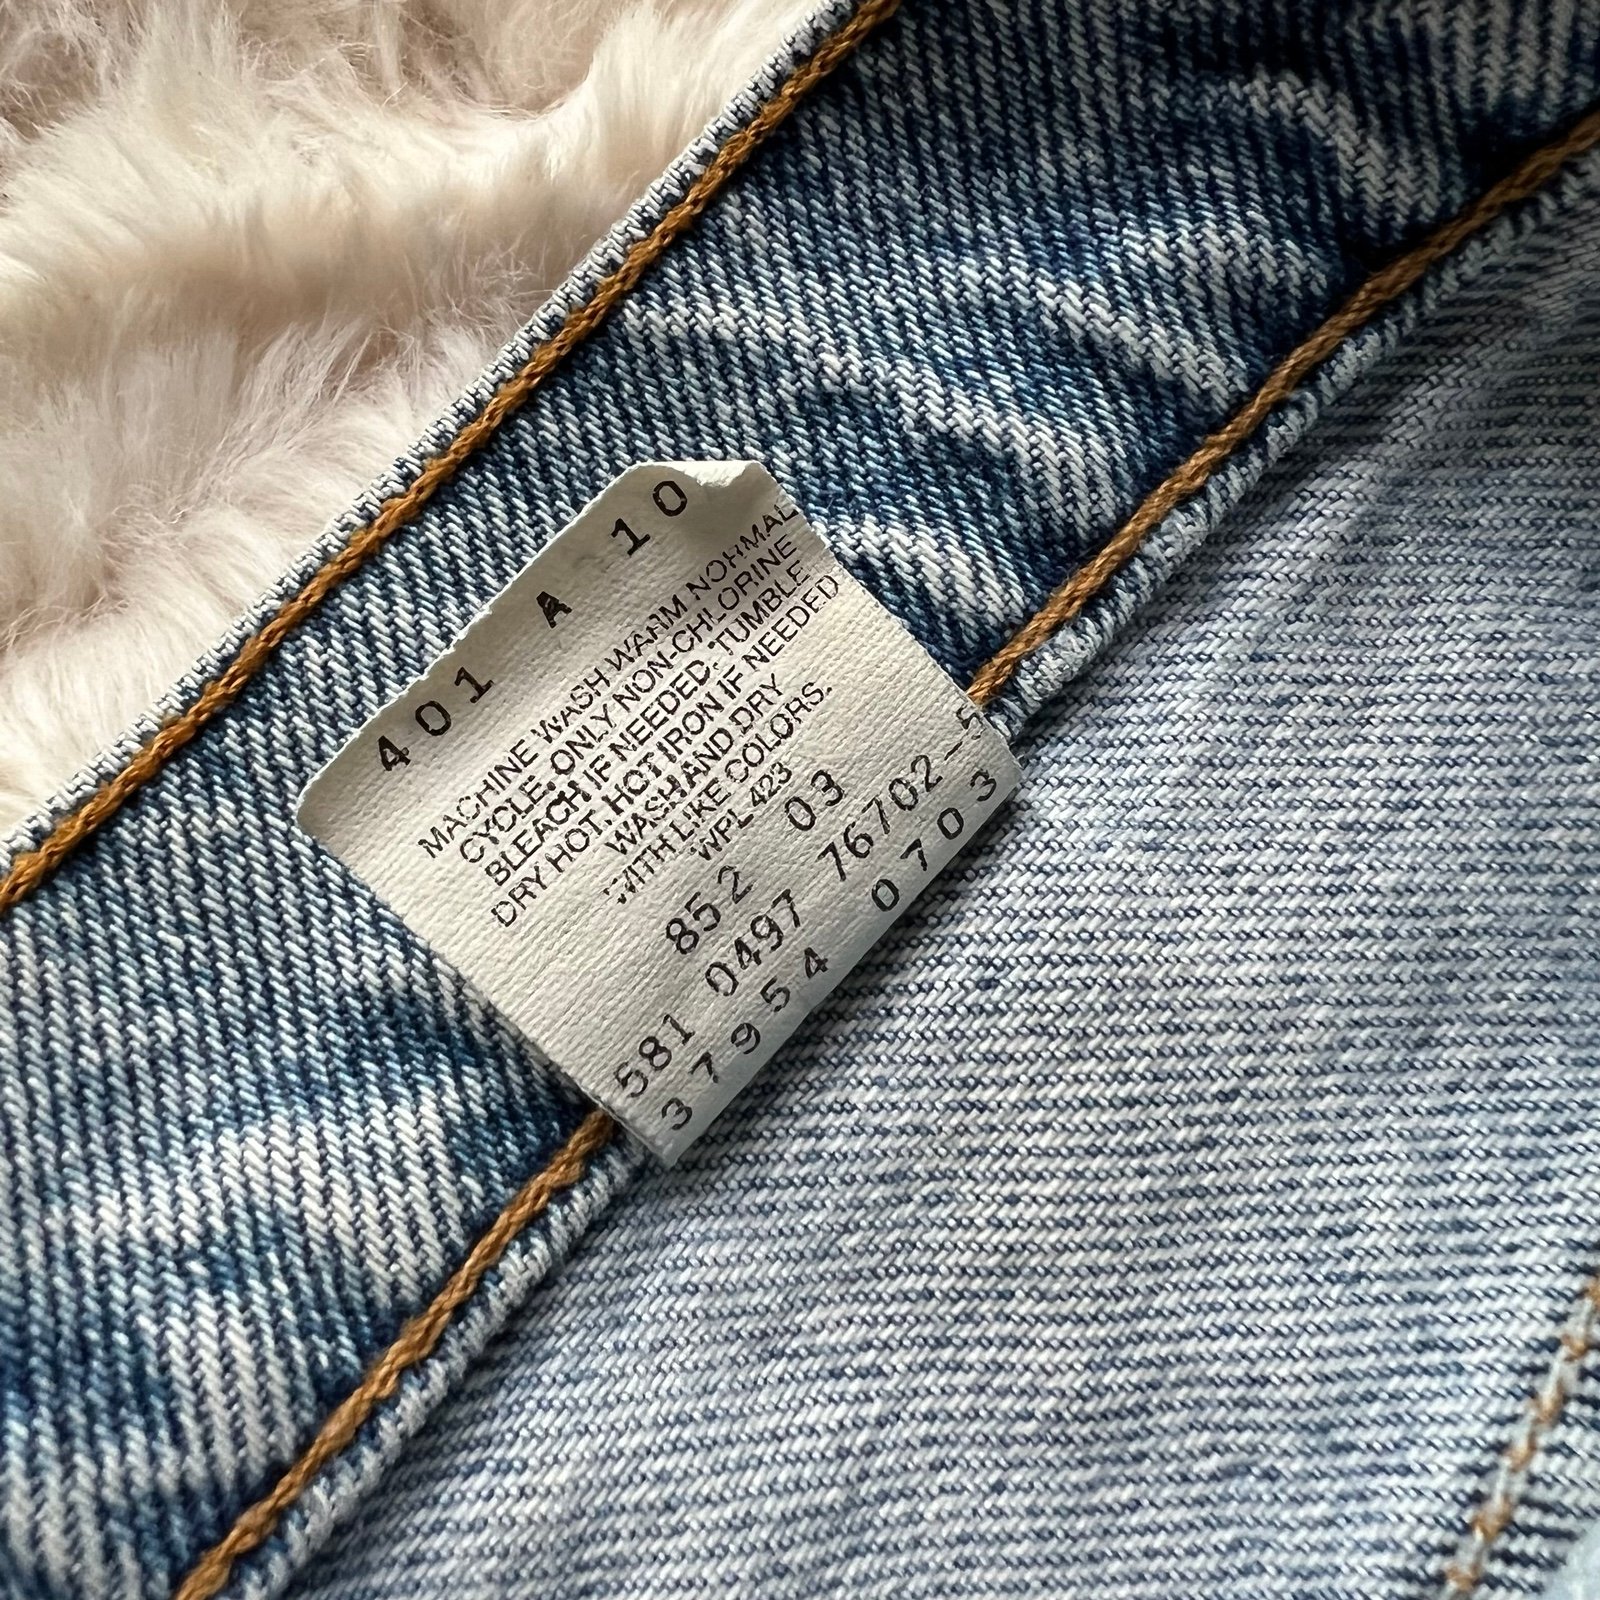 401 A 10
MACHINE WASH WARM NORMAL
CYCLE. ONLY NON-CHLORINE
BLEACH IF NEEDED. TUMBLE
DRY HOT. HOT IRON IF NEEDED
WASH AND DRY
WITH LIKE COLORS.
WPL 423
852 03
581 0497 76702-5
37954 0703